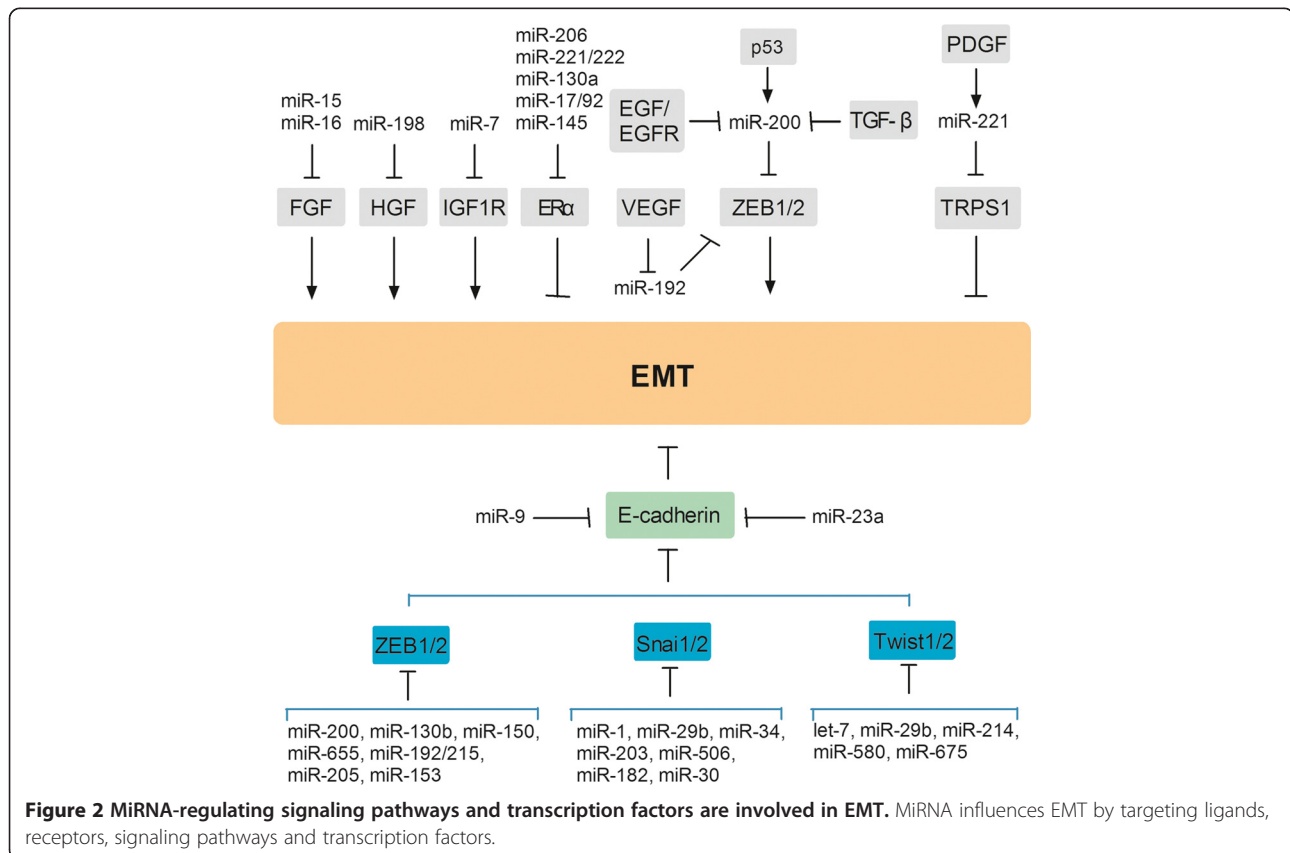 miR-206
miR-221/222
miR-130a
miR-17/92
miR-145
p53
PDGF
miR-15
miR-16
miR-198
miR-7
EGF/
EGFR
miR-200
TGF-β
miR-221
FGF
HGF
IGF1R
ERα
VEGF
ZEB1/2
TRPS1
miR-192
EMT
miR-9
E-cadherin
miR-23a
ZEB1/2
Snai1/2
Twist1/2
miR-200, miR-130b, miR-150,
miR-655, miR-192/215,
miR-205, miR-153
miR-1, miR-29b, miR-34,
miR-203, miR-506,
miR-182, miR-30
let-7, miR-29b, miR-214,
miR-580, miR-675
Figure 2 MiRNA-regulating signaling pathways and transcription factors are involved in EMT. MiRNA influences EMT by targeting ligands,
receptors, signaling pathways and transcription factors.